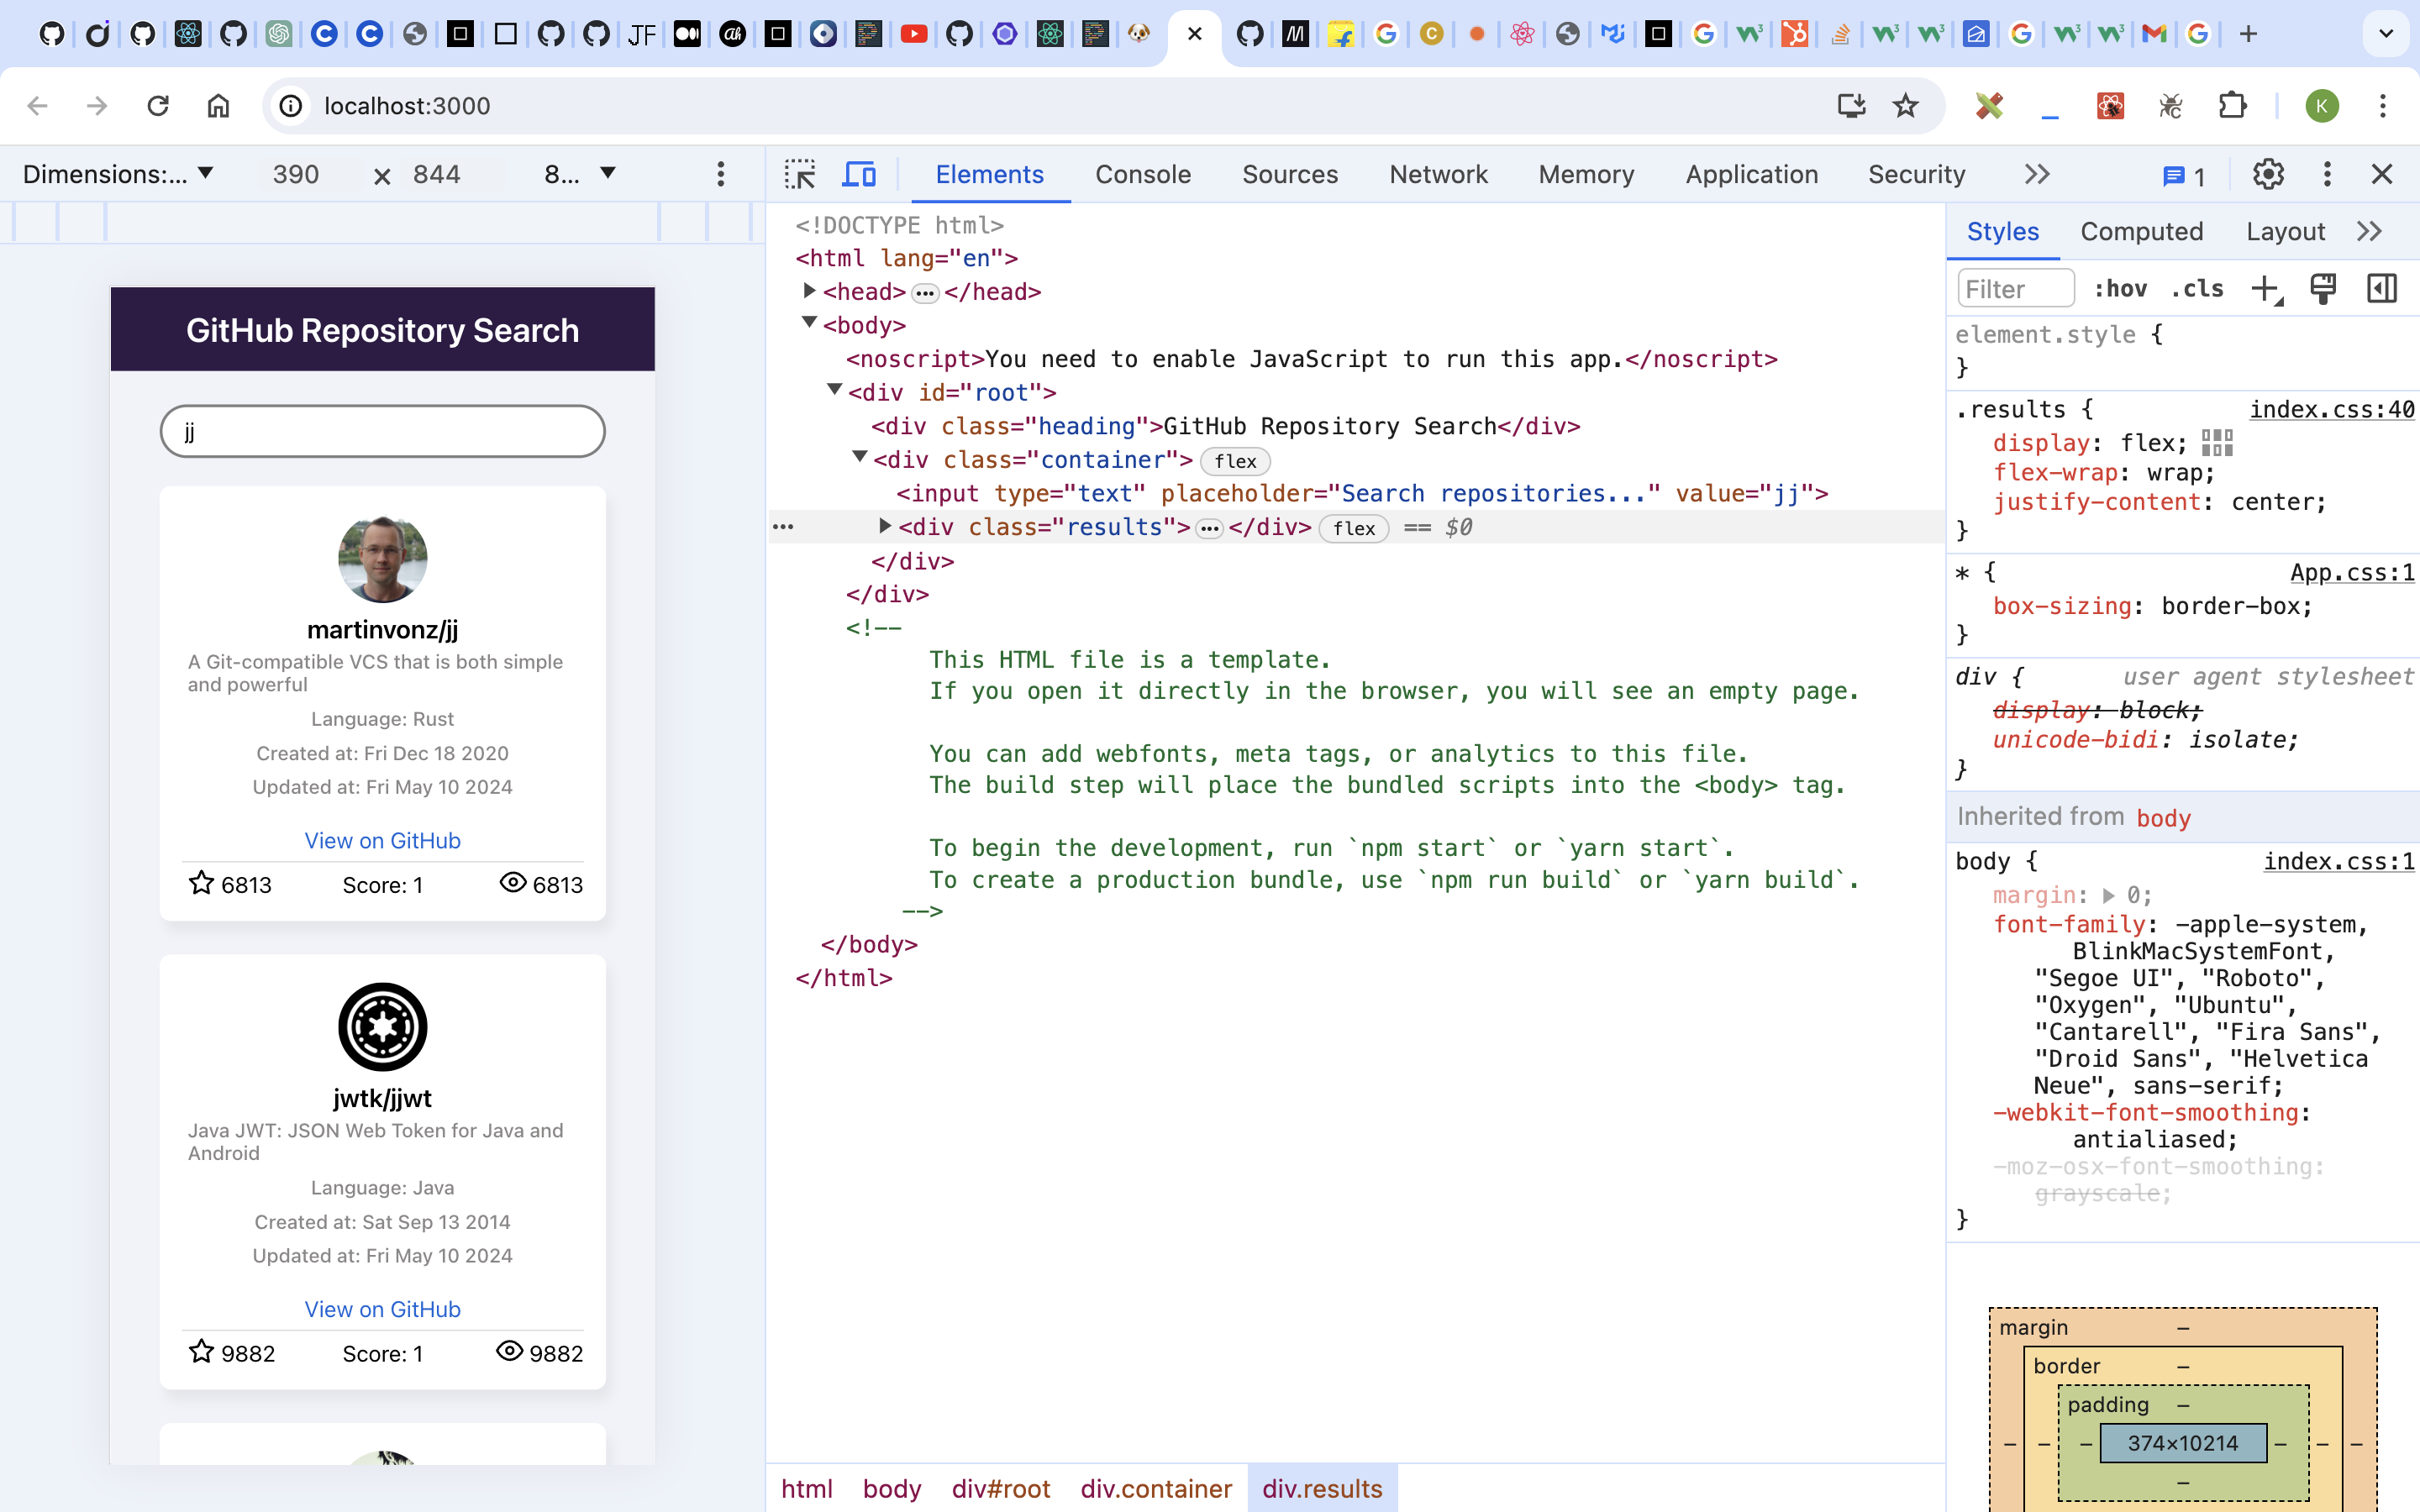 localhost:3000
K
Dimensions:...
390 × 844
8...
GitHub Repository Search
jj
martinvonz/jj
A Git-compatible VCS that is both simple
and powerful
Language: Rust
Created at: Fri Dec 18 2020
Updated at: Fri May 10 2024
View on GitHub
6813 Score: 1 6813
jwtk/jjwt
Java JWT: JSON Web Token for Java and
Android
Language: Java
Created at: Sat Sep 13 2014
Updated at: Fri May 10 2024
View on GitHub
9882 Score: 1 9882
Elements Console Sources Network Memory Application Security 1
<!DOCTYPE html>
<html lang="en">
<head> ••• </head>
<body>
<noscript>You need to enable JavaScript to run this app.</noscript>
<div id="root">
<div class="heading">GitHub Repository Search</div>
<div class="container"> flex
<input type="text" placeholder="Search repositories..." value="jj">
••• <div class="results"> ••• </div> flex == $0
</div>
</div>
<!--
This HTML file is a template.
If you open it directly in the browser, you will see an empty page.
You can add webfonts, meta tags, or analytics to this file.
The build step will place the bundled scripts into the <body> tag.
To begin the development, run `npm start` or `yarn start`.
To create a production bundle, use `npm run build` or `yarn build`.
-->
</body>
</html>
html body div#root div.container div.results
Styles Computed Layout
Filter :hov .cls
element.style {
}
.results { index.css:40
display: flex;
flex-wrap: wrap;
justify-content: center;
}
* { App.css:1
box-sizing: border-box;
}
div { user agent stylesheet
display: block;
unicode-bidi: isolate;
}
Inherited from body
body { index.css:1
margin: 0;
font-family: -apple-system,
BlinkMacSystemFont,
"Segoe UI", "Roboto",
"Oxygen", "Ubuntu",
"Cantarell", "Fira Sans",
"Droid Sans", "Helvetica
Neue", sans-serif;
-webkit-font-smoothing:
antialiased;
-moz-osx-font-smoothing:
grayscale;
}
margin –
border –
padding –
– – – 374×10214 – – –
–